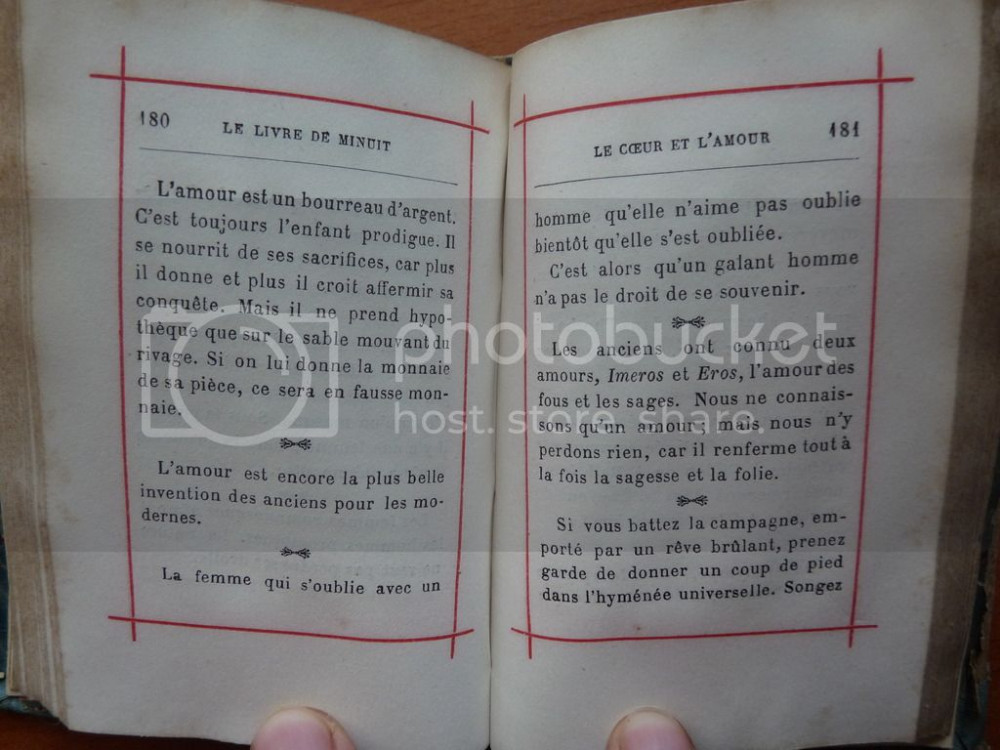 180
LE LIVRE DE MINUIT
L'amour est un bourreau d'argent.
C'est toujours l'enfant prodigue. Il
se nourrit de ses sacrifices, car plus
il donne et plus il croit affermir sa
conquête. Mais il ne prend hypo-
thèque que sur le sable mouvant du
rivage. Si on lui donne la monnaie
de sa pièce, ce sera en fausse mon-
naie.
L'amour est encore la plus belle
invention des anciens pour les mo-
dernes.
La femme qui s'oublie avec un
LE CŒUR ET L'AMOUR
181
homme qu'elle n'aime pas oublie
bientôt qu'elle s'est oubliée.
C'est alors qu'un galant homme
n'a pas le droit de se souvenir.
Les anciens ont connu deux
amours, Imeros et Eros, l'amour des
fous et les sages. Nous ne connais-
sons qu'un amour; mais nous n'y
perdons rien, car il renferme tout à
la fois la sagesse et la folie.
Si vous battez la campagne, em-
porté par un rêve brûlant, prenez
garde de donner un coup de pied
dans l'hyménée universelle. Songez
photobucket
host. store. share.